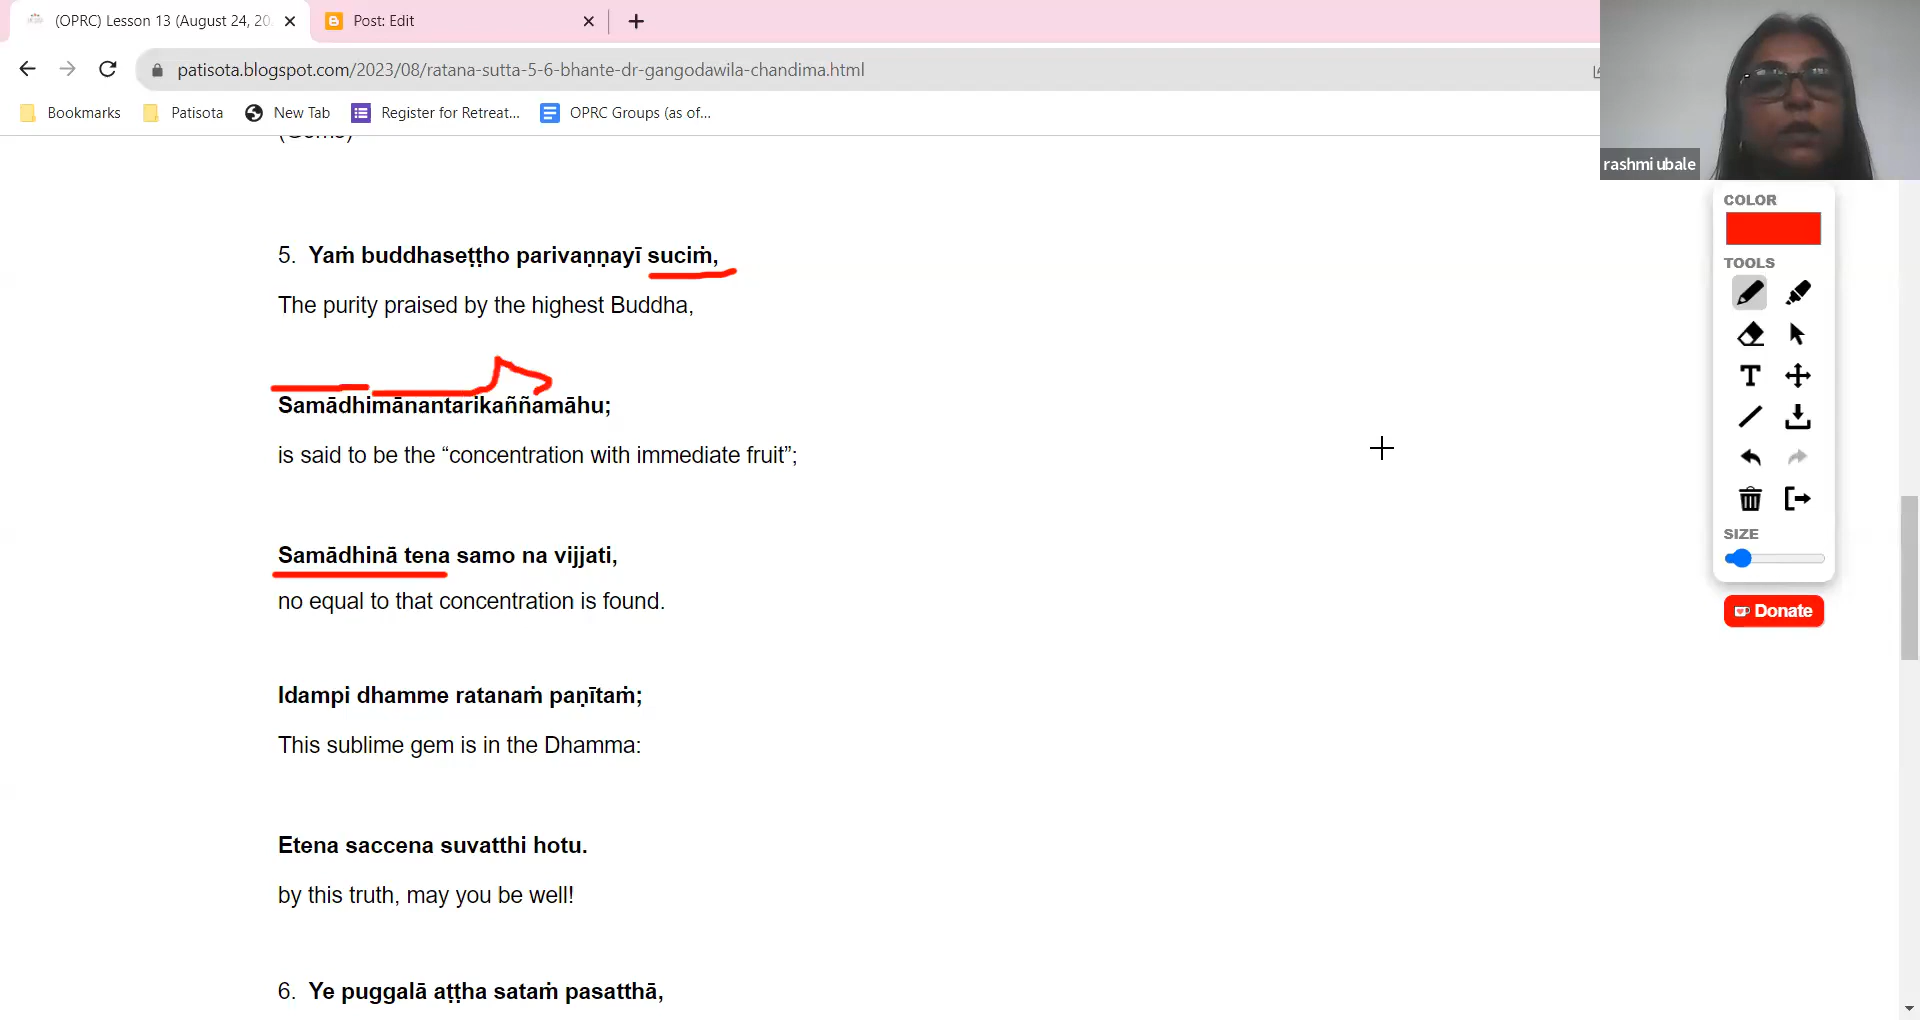 (OPRC) Lesson 13 (August 24, 20
Post: Edit
patisota.blogspot.com/2023/08/ratana-sutta-5-6-bhante-dr-gangodawila-chandima.html
Bookmarks Patisota New Tab Register for Retreat... OPRC Groups (as of...
rashmi ubale
5. Yaṁ buddhaseṭṭho parivaṇṇayī suciṁ,
The purity praised by the highest Buddha,
Samādhimānantarikaññamāhu;
is said to be the “concentration with immediate fruit”;
Samādhinā tena samo na vijjati,
no equal to that concentration is found.
Idampi dhamme ratanaṁ paṇītaṁ;
This sublime gem is in the Dhamma:
Etena saccena suvatthi hotu.
by this truth, may you be well!
6. Ye puggalā aṭṭha sataṁ pasatthā,
COLOR
TOOLS
T
SIZE
Donate